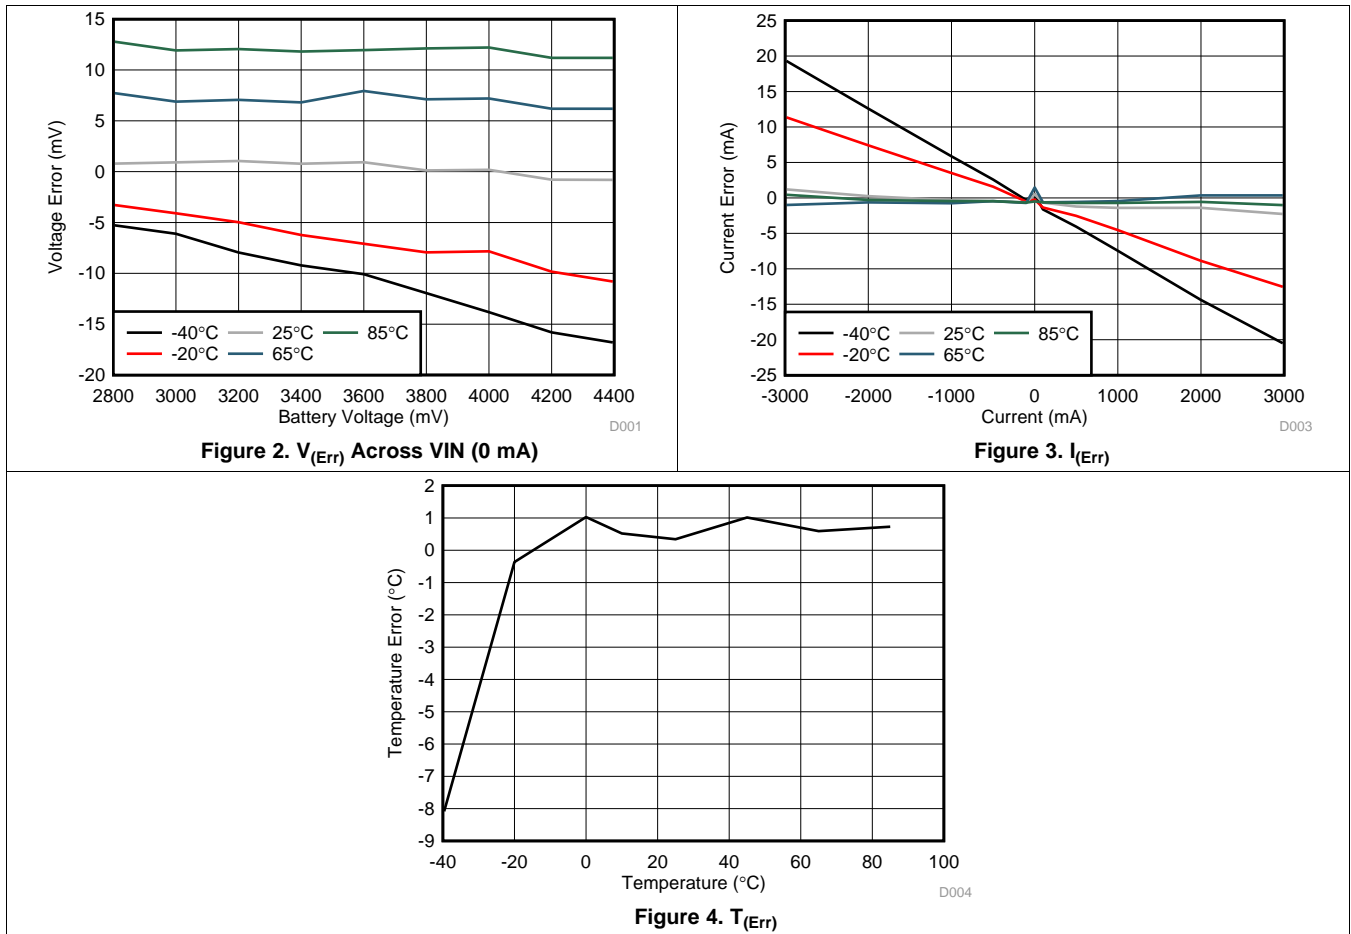 15
10
5
0
-5
-10
-15
-20
Voltage Error (mV)
-40°C 25°C 85°C
-20°C 65°C
2800 3000 3200 3400 3600 3800 4000 4200 4400
Battery Voltage (mV)
D001
Figure 2. V(Err) Across VIN (0 mA)
25
20
15
10
5
0
-5
-10
-15
-20
-25
Current Error (mA)
-40°C 25°C 85°C
-20°C 65°C
-3000 -2000 -1000 0 1000 2000 3000
Current (mA)
D003
Figure 3. I(Err)
2
1
0
-1
-2
-3
-4
-5
-6
-7
-8
-9
Temperature Error (°C)
-40 -20 0 20 40 60 80 100
Temperature (°C)
D004
Figure 4. T(Err)